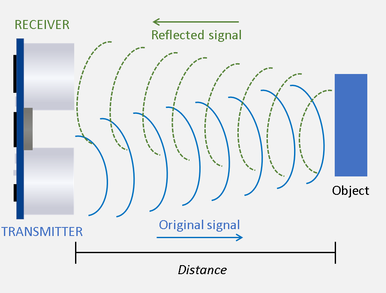 RECEIVER
Reflected signal
Object
TRANSMITTER
Original signal
Distance